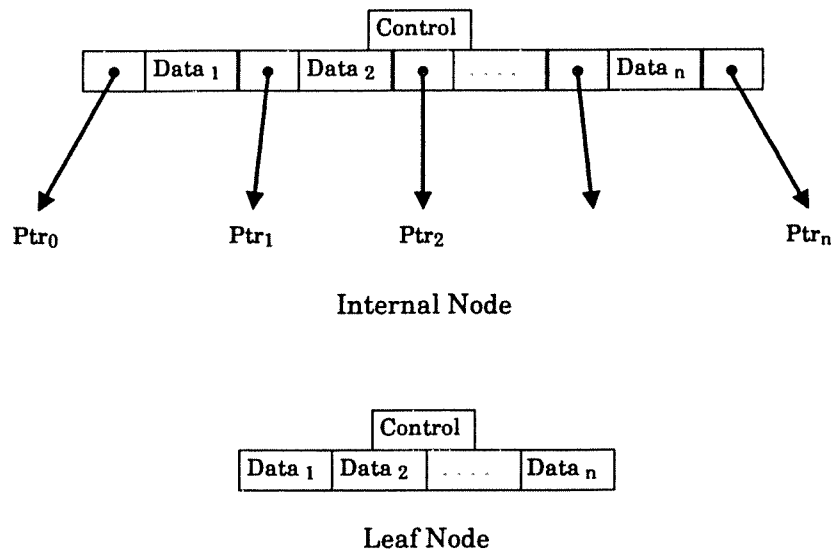 Control
Data 1 Data 2 . . . . Data n
Ptr0 Ptr1 Ptr2 Ptrn
Internal Node
Control
Data 1 Data 2 . . . . Data n
Leaf Node